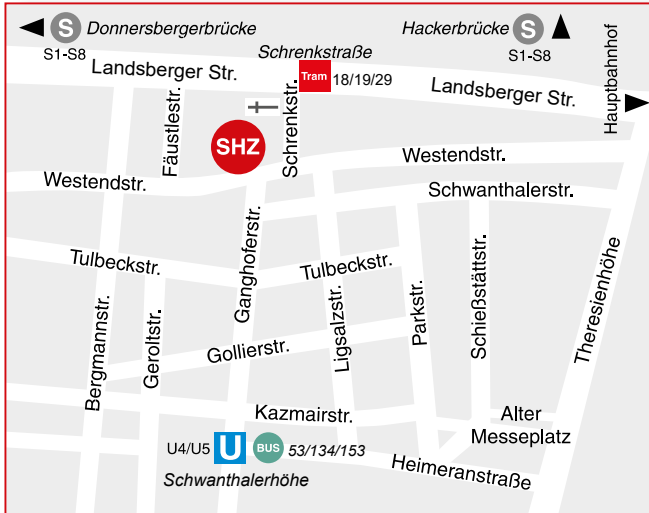 S Donnersbergerbrücke
S1-S8
Hackerbrücke S
S1-S8
Schrenkstraße
Tram 18/19/29
Landsberger Str.
Landsberger Str.
Hauptbahnhof
Fäustlestr.
SHZ
Schrenkstr.
Westendstr.
Westendstr.
Schwanthalerstr.
Ganghoferstr.
Tulbeckstr.
Tulbeckstr.
Bergmannstr.
Geroltstr.
Gollierstr.
Ligsalzstr.
Parkstr.
Schießstättstr.
Theresienhöhe
Kazmairstr.
Alter
Messeplatz
U4/U5 U BUS 53/134/153
Heimeranstraße
Schwanthalerhöhe